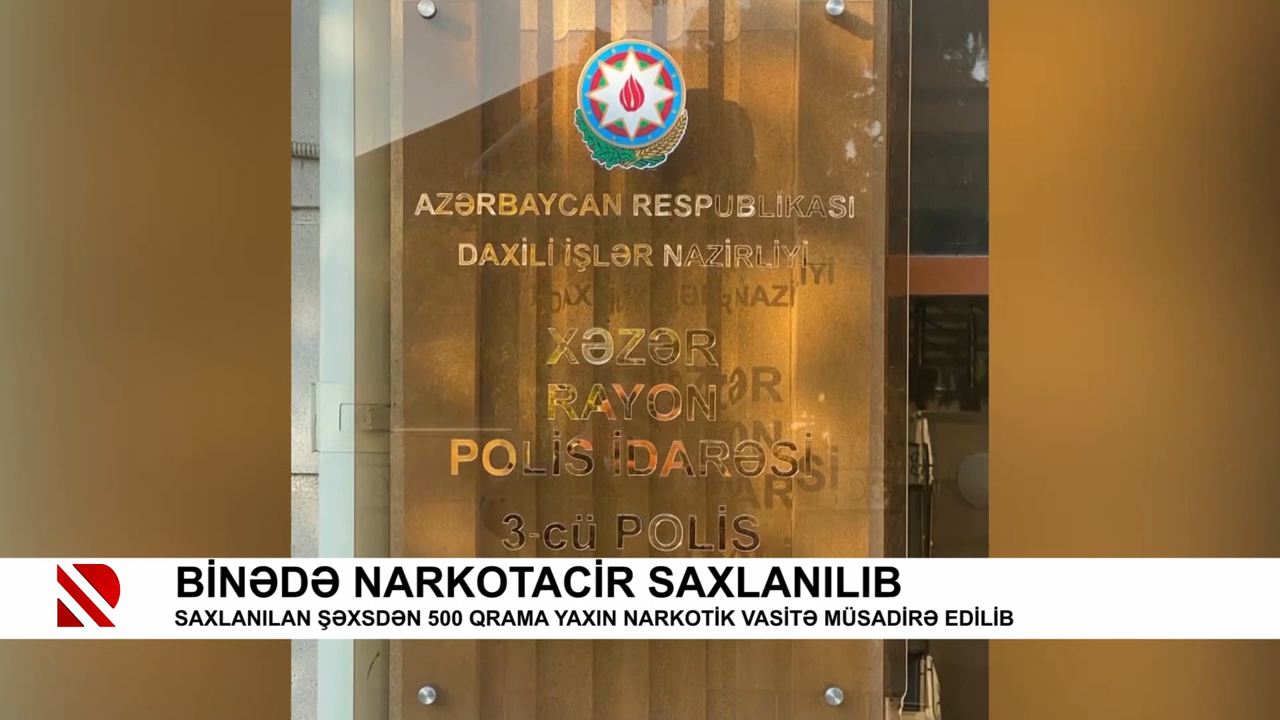 AZƏRBAYCAN RESPUBLİKASI
DAXİLİ İŞLƏR NAZİRLİYİ
XƏZƏR
RAYON
POLİS İDARƏSİ
3-cü POLİS
BİNƏDƏ NARKOTACİR SAXLANILIB
SAXLANILAN ŞƏXSDƏN 500 QRAMA YAXIN NARKOTİK VASİTƏ MÜSADİRƏ EDİLİB